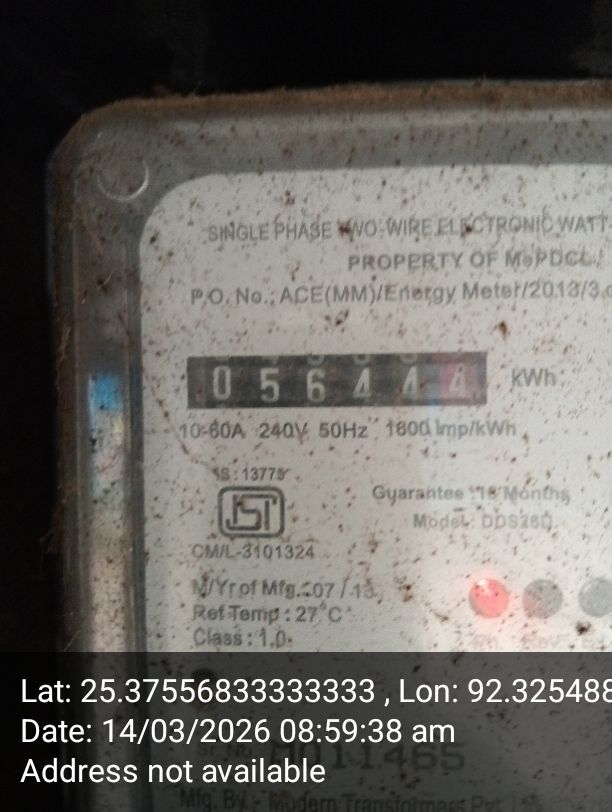 SINGLE PHASE TWO-WIRE ELECTRONIC WATT-
PROPERTY OF MePDCL
P.O. No.: ACE(MM)/Energy Meter/2013/3
056444 kWh
10-60A 240V 50Hz 1600 Imp/kWh
IS : 13779
Guarantee : 18 Months
ISI
Model : DDS28D
CM/L-3101324
M/Yr of Mfg.: 07 / 13
Ref Temp : 27°C
Class : 1.0
Lat: 25.37556833333333 , Lon: 92.325488
Date: 14/03/2026 08:59:38 am
Address not available
Mfg. By :- Modern Transformers Pvt.